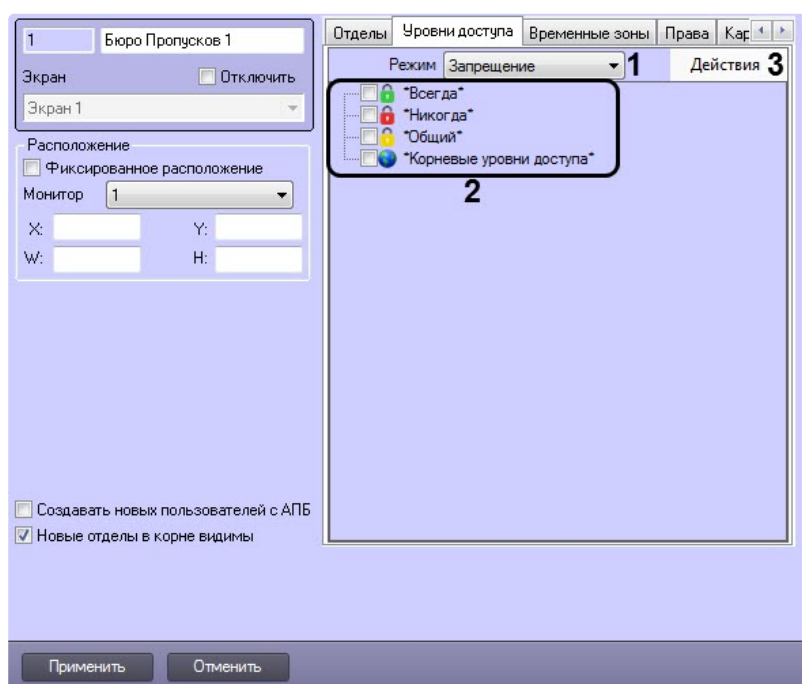 1 Бюро Пропусков 1
Экран Отключить
Экран 1
Расположение
Фиксированное расположение
Монитор 1
X: Y:
W: H:
Создавать новых пользователей с АПБ
Новые отделы в корне видимы
Отделы Уровни доступа Временные зоны Права Кар
Режим Запрещение 1 Действия 3
*Всегда*
*Никогда*
*Общий*
*Корневые уровни доступа*
2
Применить Отменить